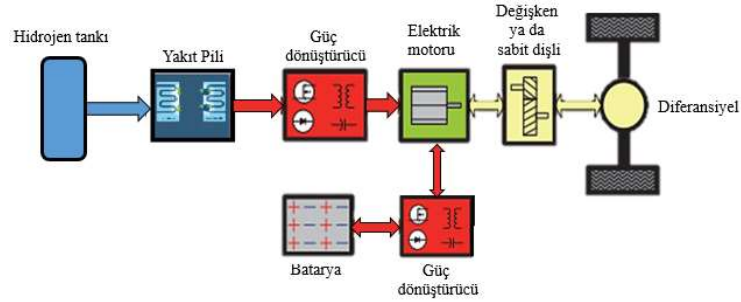 Hidrojen tankı
Yakıt Pili
Güç
dönüştürücü
Elektrik
motoru
Değişken
ya da
sabit dişli
Diferansiyel
Batarya
Güç
dönüştürücü